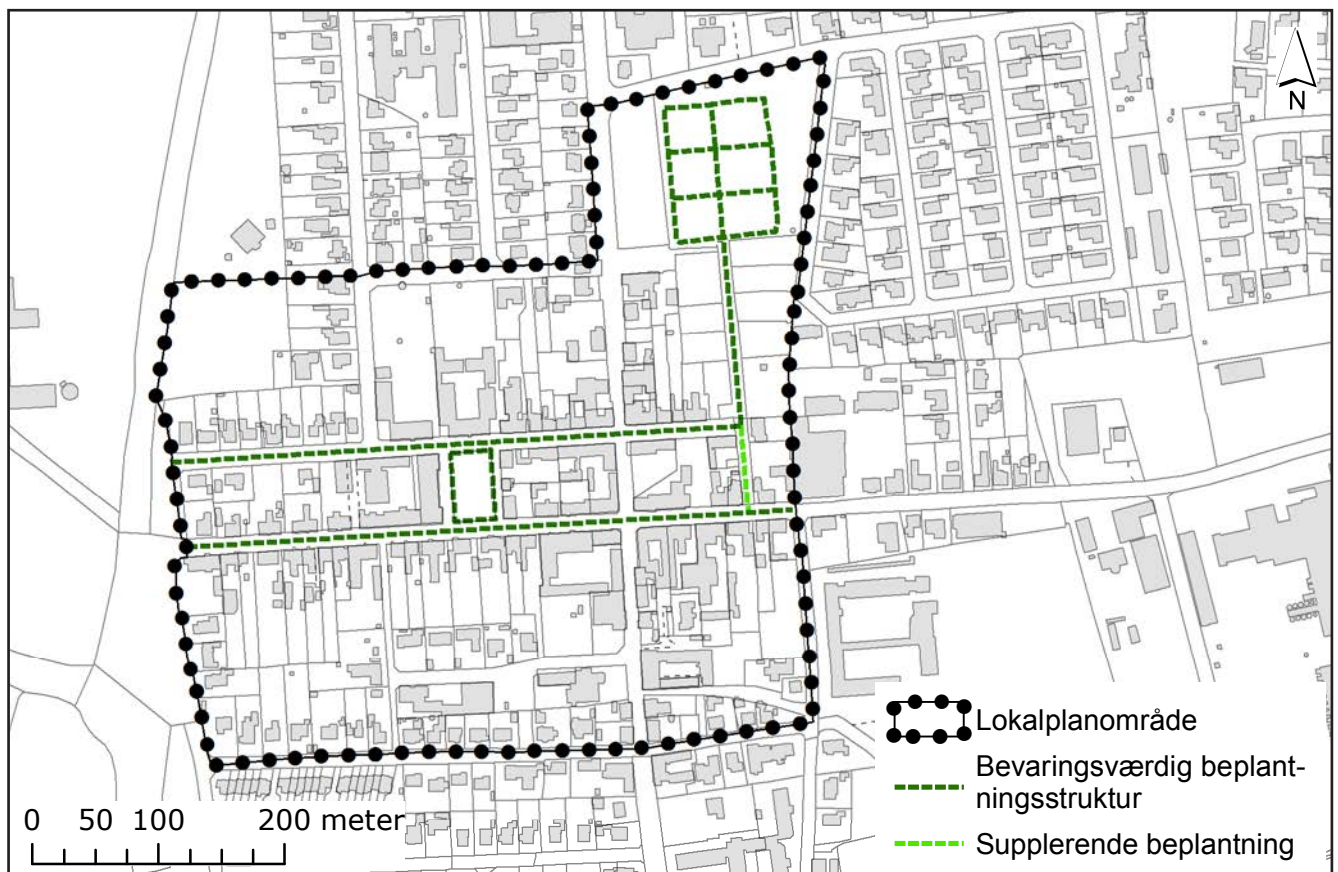 N
Lokalplanområde
Bevaringsværdig beplant-
ningsstruktur
Supplerende beplantning
0 50 100 200 meter